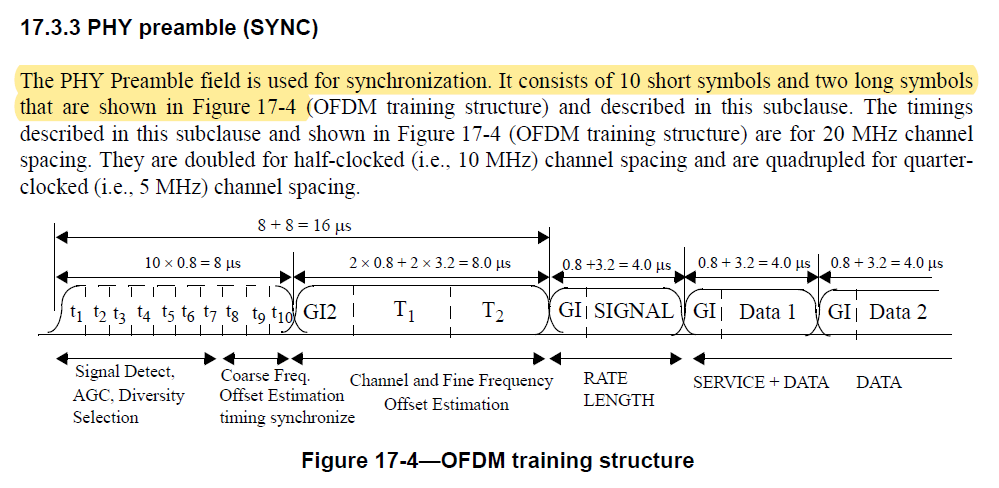 17.3.3 PHY preamble (SYNC)
The PHY Preamble field is used for synchronization. It consists of 10 short symbols and two long symbols
that are shown in Figure 17-4 (OFDM training structure) and described in this subclause. The timings
described in this subclause and shown in Figure 17-4 (OFDM training structure) are for 20 MHz channel
spacing. They are doubled for half-clocked (i.e., 10 MHz) channel spacing and are quadrupled for quarter-
clocked (i.e., 5 MHz) channel spacing.
8 + 8 = 16 μs
10 × 0.8 = 8 μs 2 × 0.8 + 2 × 3.2 = 8.0 μs 0.8 +3.2 = 4.0 μs 0.8 + 3.2 = 4.0 μs 0.8 + 3.2 = 4.0 μs
t1 t2 t3 t4 t5 t6 t7 t8 t9 t10 GI2 T1 T2 GI SIGNAL GI Data 1 GI Data 2
Signal Detect,
AGC, Diversity
Selection
Coarse Freq.
Offset Estimation
timing synchronize
Channel and Fine Frequency
Offset Estimation
RATE
LENGTH
SERVICE + DATA
DATA
Figure 17-4—OFDM training structure